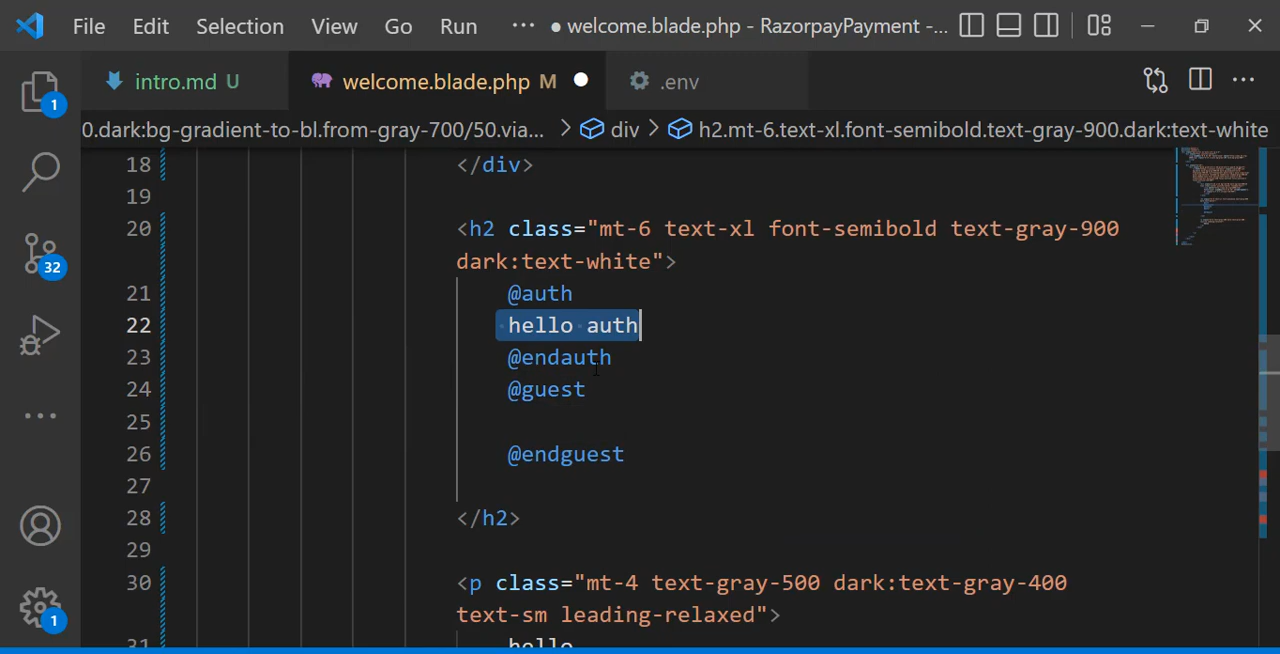 File Edit Selection View Go Run ··· ● welcome.blade.php - RazorpayPayment -...
intro.md U welcome.blade.php M ● .env ···
0.dark:bg-gradient-to-bl.from-gray-700/50.via... > div > h2.mt-6.text-xl.font-semibold.text-gray-900.dark:text-white
18 </div>
19
20 <h2 class="mt-6 text-xl font-semibold text-gray-900
dark:text-white">
21 @auth
22 hello auth
23 @endauth
24 @guest
25
26 @endguest
27
28 </h2>
29
30 <p class="mt-4 text-gray-500 dark:text-gray-400
text-sm leading-relaxed">
31 hello
1
32
1